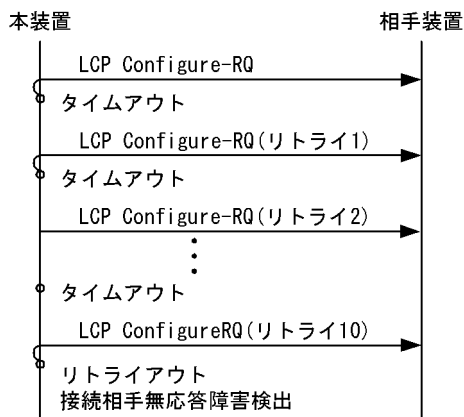 本装置 相手装置
LCP Configure-RQ
タイムアウト
LCP Configure-RQ(リトライ1)
タイムアウト
LCP Configure-RQ(リトライ2)
タイムアウト
LCP ConfigureRQ(リトライ10)
リトライアウト
接続相手無応答障害検出